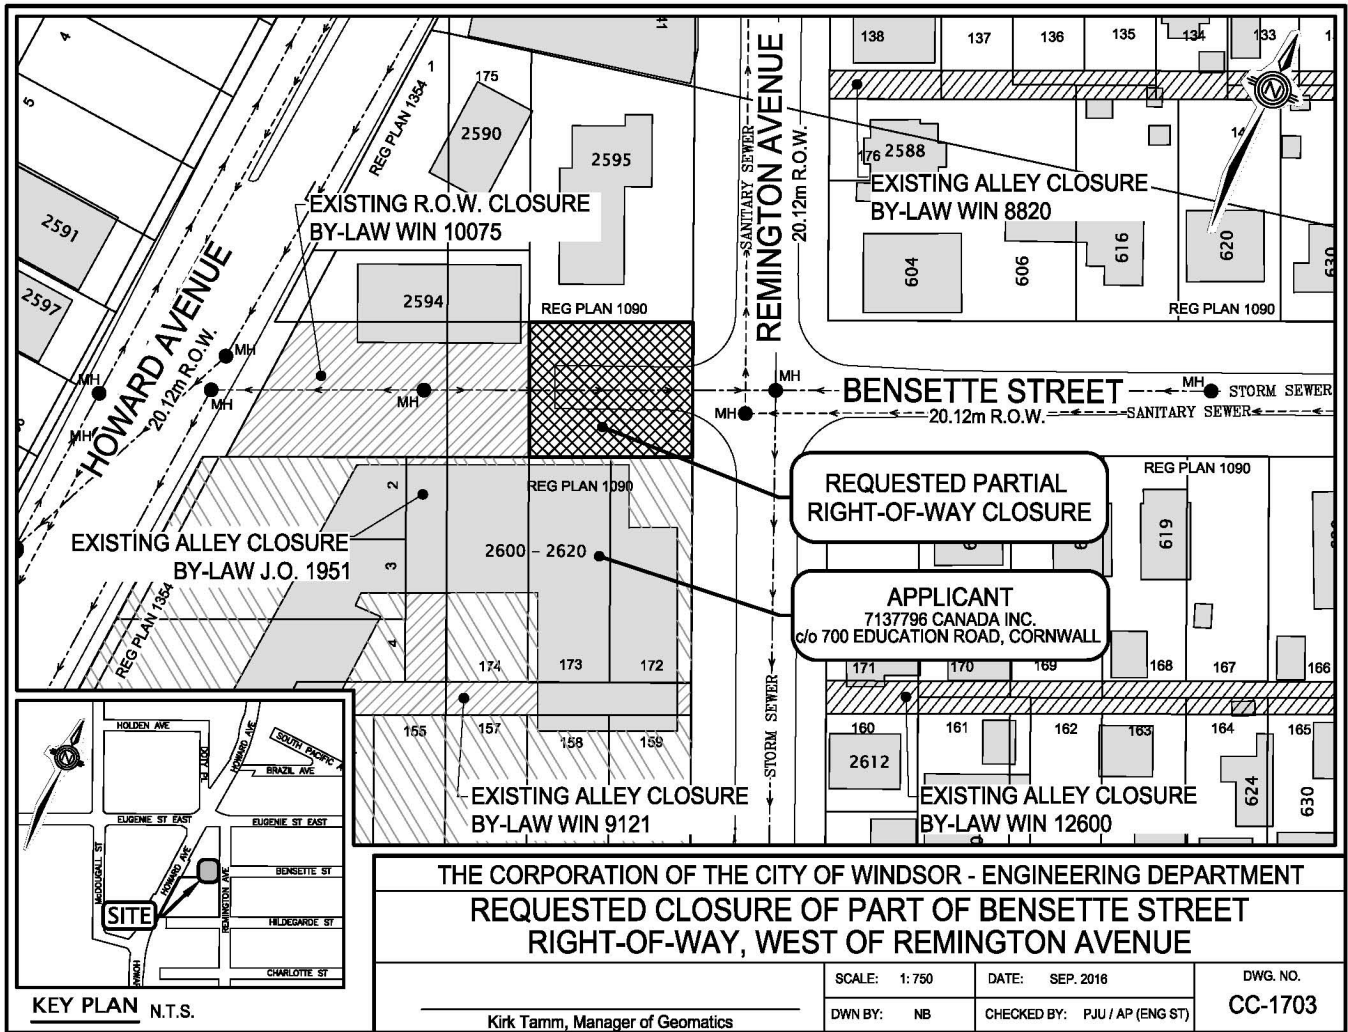 4
5
1
175
41
138
137
136
135
134
133
REG PLAN 1354
2590
2595
SANITARY SEWER
REMINGTON AVENUE
20.12m R.O.W.
176
2588
N
EXISTING R.O.W. CLOSURE
BY-LAW WIN 10075
EXISTING ALLEY CLOSURE
BY-LAW WIN 8820
2591
2597
604
606
616
620
630
HOWARD AVENUE
20.12m R.O.W.
2594
REG PLAN 1090
REG PLAN 1090
MH
MH
MH
MH
MH
MH
MH
MH
BENSETTE STREET
20.12m R.O.W.
STORM SEWER
SANITARY SEWER
REG PLAN 1090
REG PLAN 1090
2
3
4
REQUESTED PARTIAL
RIGHT-OF-WAY CLOSURE
619
EXISTING ALLEY CLOSURE
BY-LAW J.O. 1951
2600 - 2620
APPLICANT
7137796 CANADA INC.
c/o 700 EDUCATION ROAD, CORNWALL
REG PLAN 1354
174
173
172
171
170
169
168
167
166
STORM SEWER
155
157
158
159
160
161
162
163
164
165
2612
624
630
EXISTING ALLEY CLOSURE
BY-LAW WIN 9121
EXISTING ALLEY CLOSURE
BY-LAW WIN 12600
HOLDEN AVE
DOTY PL
HOWARD AVE
SOUTH PACIFIC A
BRAZIL AVE
N
EUGENIE ST EAST
EUGENIE ST EAST
McDOUGALL ST
HOWARD AVE
REMINGTON AVE
BENSETTE ST
SITE
HILDEGARDE ST
CHARLOTTE ST
HOWAR
KEY PLAN N.T.S.
THE CORPORATION OF THE CITY OF WINDSOR - ENGINEERING DEPARTMENT
REQUESTED CLOSURE OF PART OF BENSETTE STREET
RIGHT-OF-WAY, WEST OF REMINGTON AVENUE
Kirk Tamm, Manager of Geomatics
SCALE: 1:750
DATE: SEP. 2016
DWG. NO.
CC-1703
DWN BY: NB
CHECKED BY: PJU / AP (ENG ST)